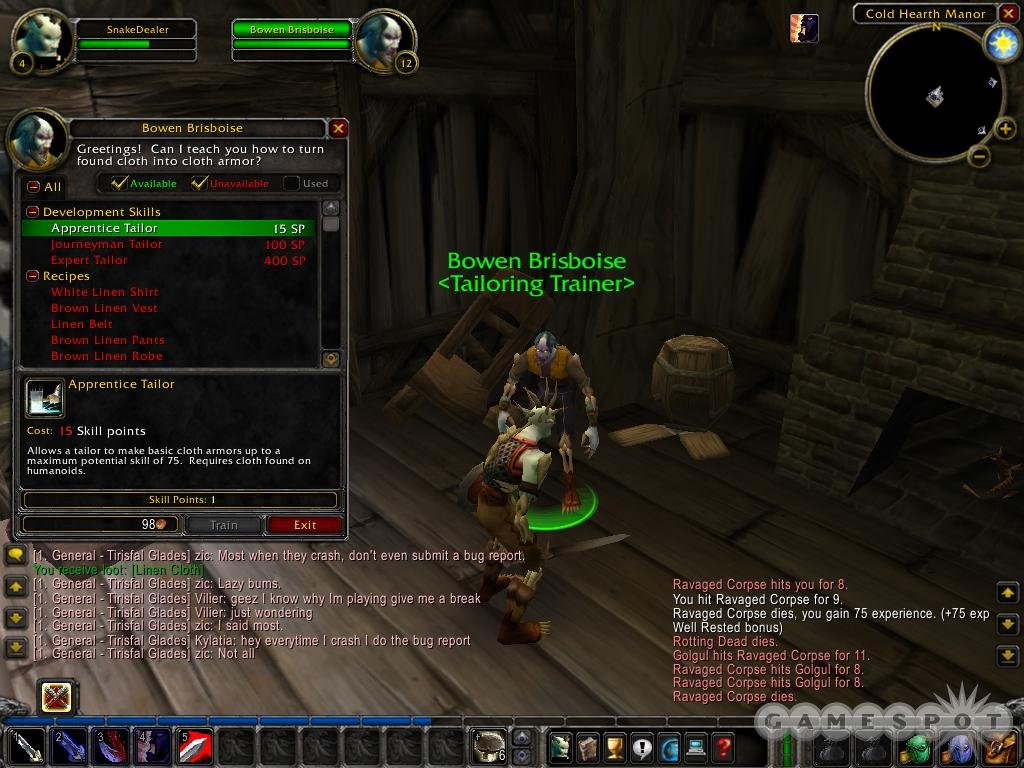 SnakeDealer
4
Bowen Brisboise
12
Cold Hearth Manor
N
Bowen Brisboise
Greetings! Can I teach you how to turn
found cloth into cloth armor?
All
Available
Unavailable
Used
Development Skills
Apprentice Tailor 15 SP
Journeyman Tailor 100 SP
Expert Tailor 400 SP
Recipes
White Linen Shirt
Brown Linen Vest
Linen Belt
Brown Linen Pants
Brown Linen Robe
Apprentice Tailor
Cost: 15 Skill points
Allows a tailor to make basic cloth armors up to a
maximum potential skill of 75. Requires cloth found on
humanoids.
Skill Points: 1
98
Train
Exit
Bowen Brisboise
<Tailoring Trainer>
[1. General - Tirisfal Glades] zic: Most when they crash, don't even submit a bug report.
You receive loot: [Linen Cloth]
[1. General - Tirisfal Glades] zic: Lazy bums.
[1. General - Tirisfal Glades] Vilier: geez I know why Im playing give me a break
[1. General - Tirisfal Glades] Vilier: just wondering
[1. General - Tirisfal Glades] zic: I said most.
[1. General - Tirisfal Glades] Kylatia: hey everytime I crash I do the bug report
[1. General - Tirisfal Glades] zic: Not all
Ravaged Corpse hits you for 8.
You hit Ravaged Corpse for 9.
Ravaged Corpse dies, you gain 75 experience. (+75 exp
Well Rested bonus)
Rotting Dead dies.
Golgul hits Ravaged Corpse for 11.
Ravaged Corpse hits Golgul for 8.
Ravaged Corpse hits Golgul for 8.
Ravaged Corpse dies.
GAMESPOT
1
2
3
4
5
6